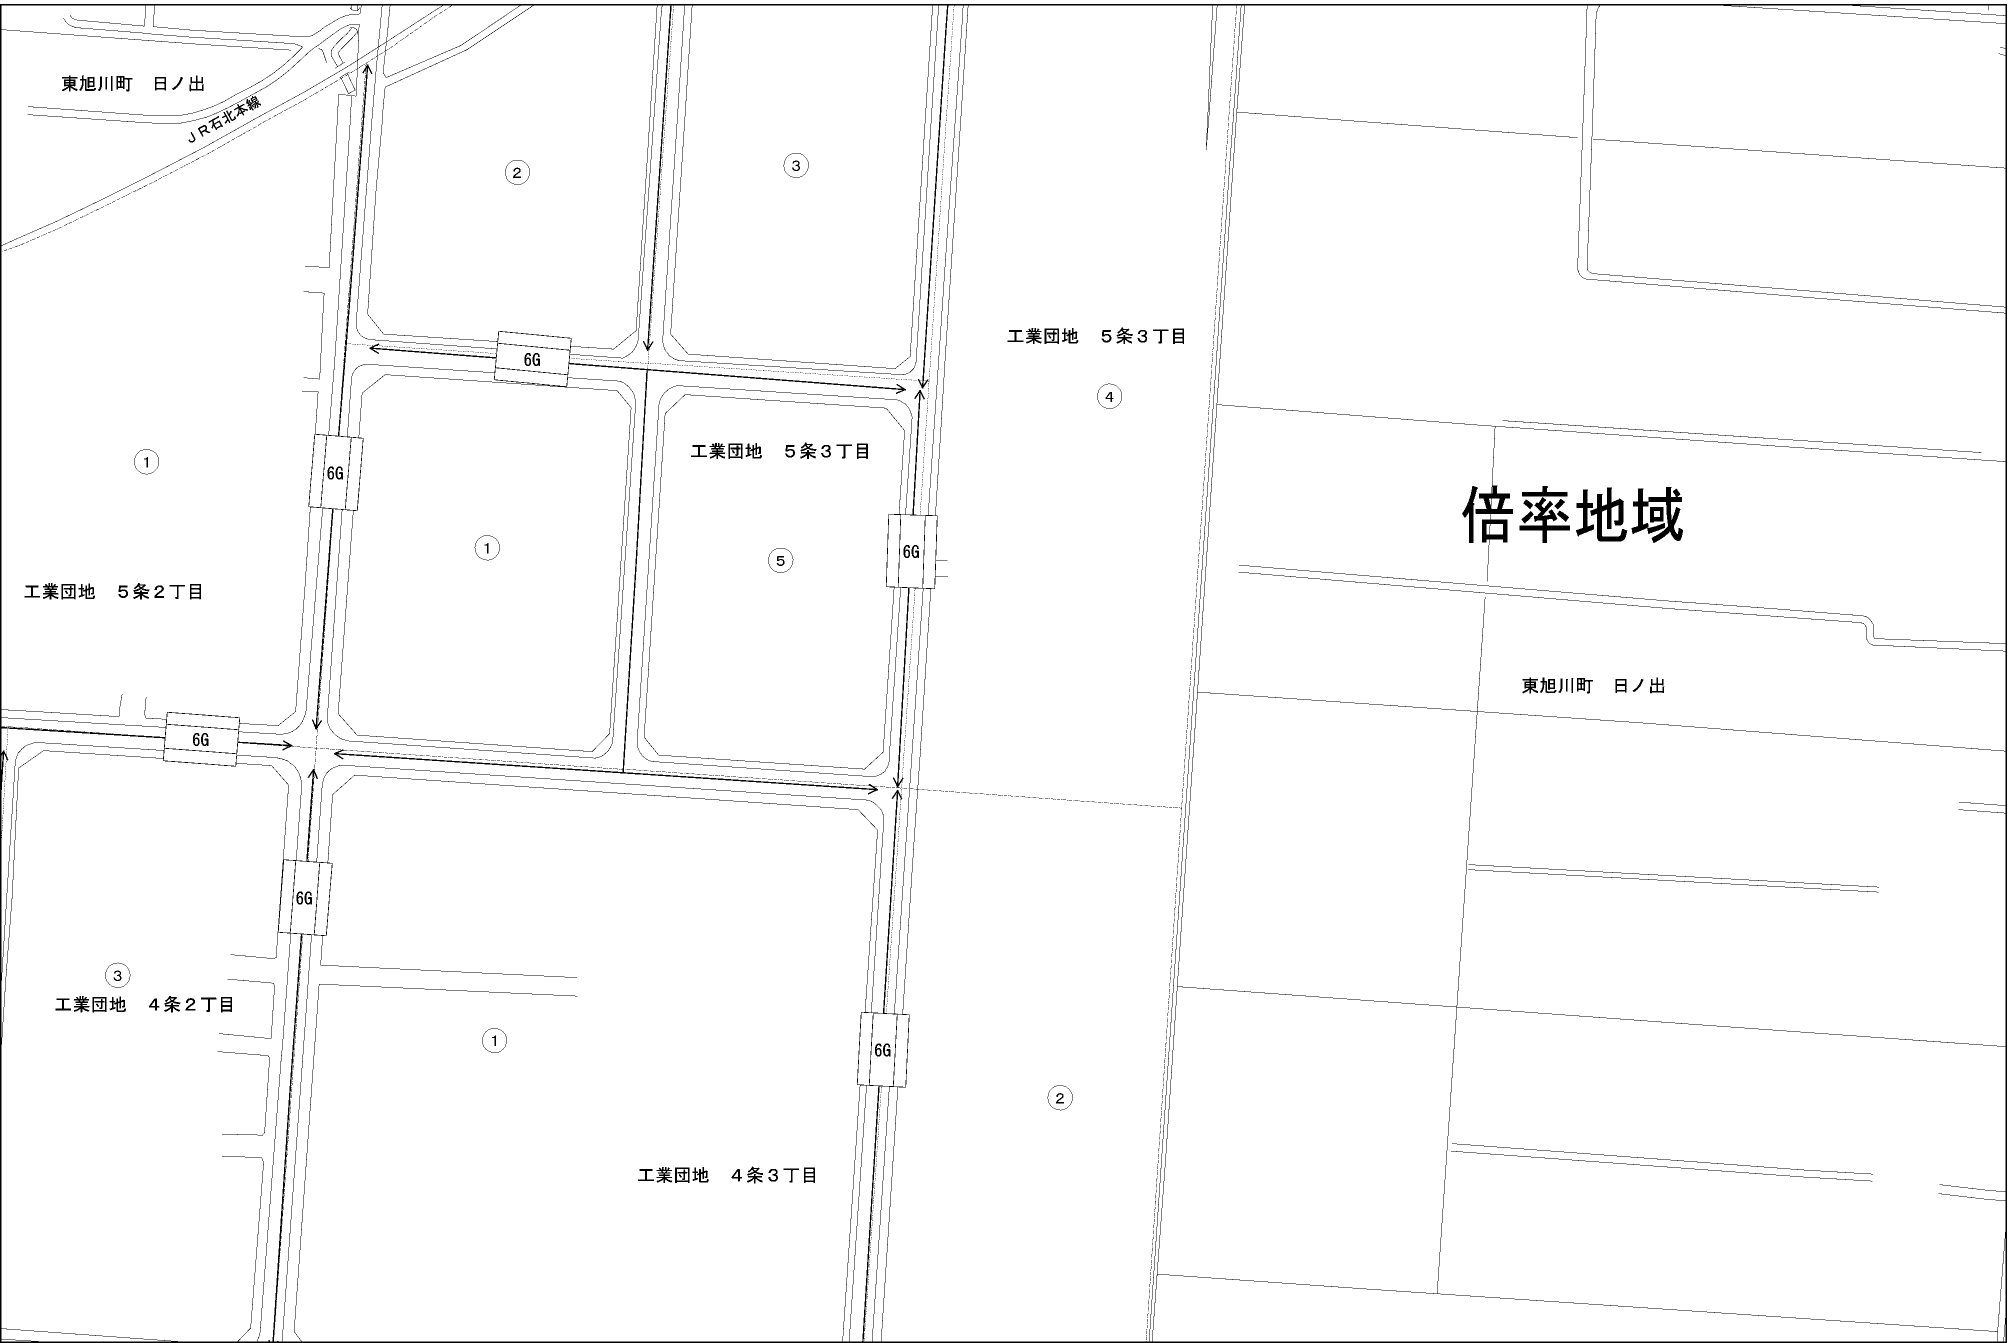 東旭川町　日ノ出
ＪＲ石北本線
②
③
工業団地　５条３丁目
6G
④
工業団地　５条３丁目
①
6G
倍率地域
①
⑤
6G
工業団地　５条２丁目
東旭川町　日ノ出
6G
6G
③
工業団地　４条２丁目
①
6G
②
工業団地　４条３丁目